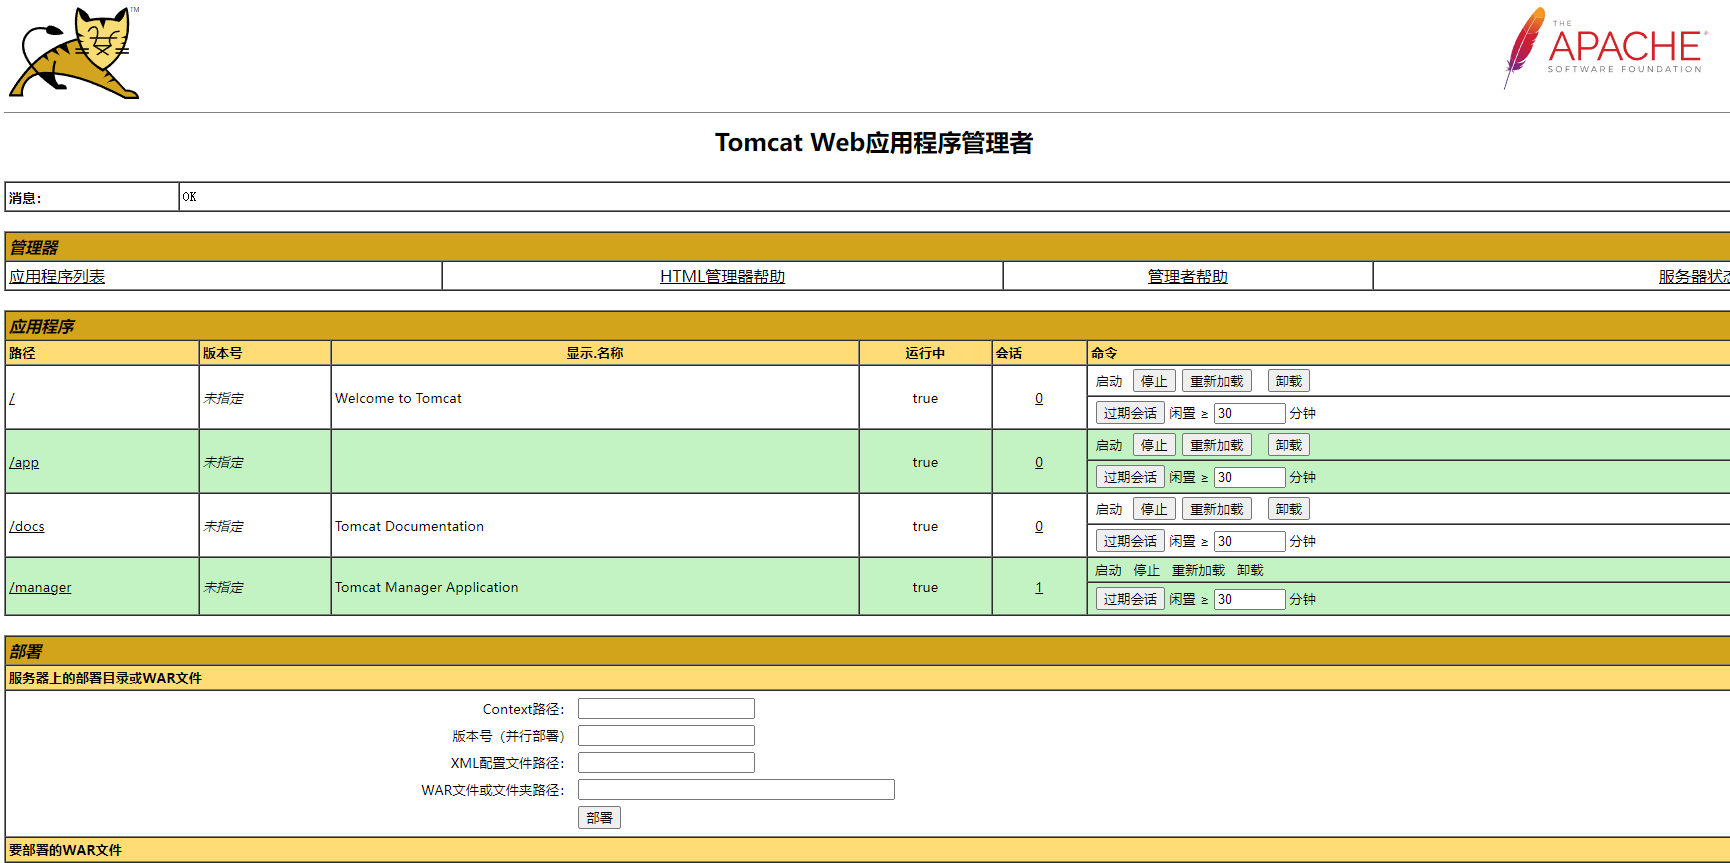 TM
THE
APACHE
SOFTWARE FOUNDATION
Tomcat Web应用程序管理者
消息: OK
管理器
应用程序列表 HTML管理器帮助 管理者帮助 服务器状态
应用程序
路径 版本号 显示.名称 运行中 会话 命令
/ 未指定 Welcome to Tomcat true 0 启动 停止 重新加载 卸载
过期会话 闲置 ≥ 30 分钟
/app 未指定 true 0 启动 停止 重新加载 卸载
过期会话 闲置 ≥ 30 分钟
/docs 未指定 Tomcat Documentation true 0 启动 停止 重新加载 卸载
过期会话 闲置 ≥ 30 分钟
/manager 未指定 Tomcat Manager Application true 1 启动 停止 重新加载 卸载
过期会话 闲置 ≥ 30 分钟
部署
服务器上的部署目录或WAR文件
Context路径:
版本号（并行部署）
XML配置文件路径:
WAR文件或文件夹路径:
部署
要部署的WAR文件